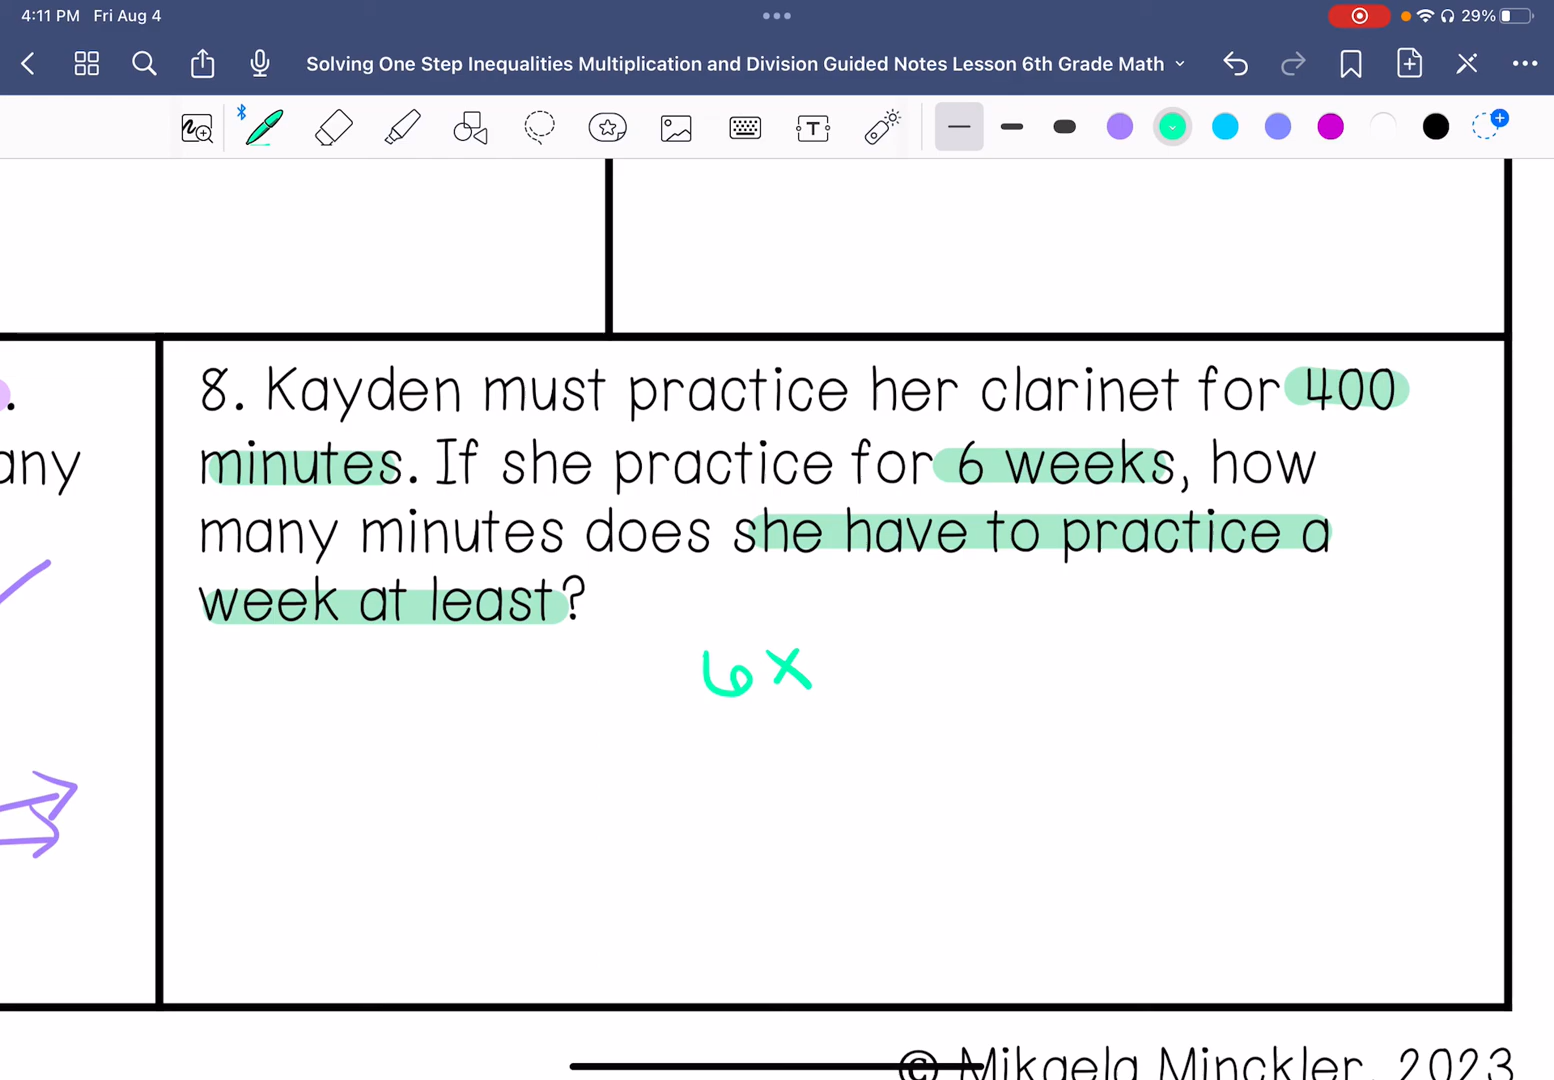 4:11 PM Fri Aug 4
29%
Solving One Step Inequalities Multiplication and Division Guided Notes Lesson 6th Grade Math
T
.
any
8. Kayden must practice her clarinet for 400
minutes. If she practice for 6 weeks, how
many minutes does she have to practice a
week at least?
6x
© Mikaela Minckler, 2023